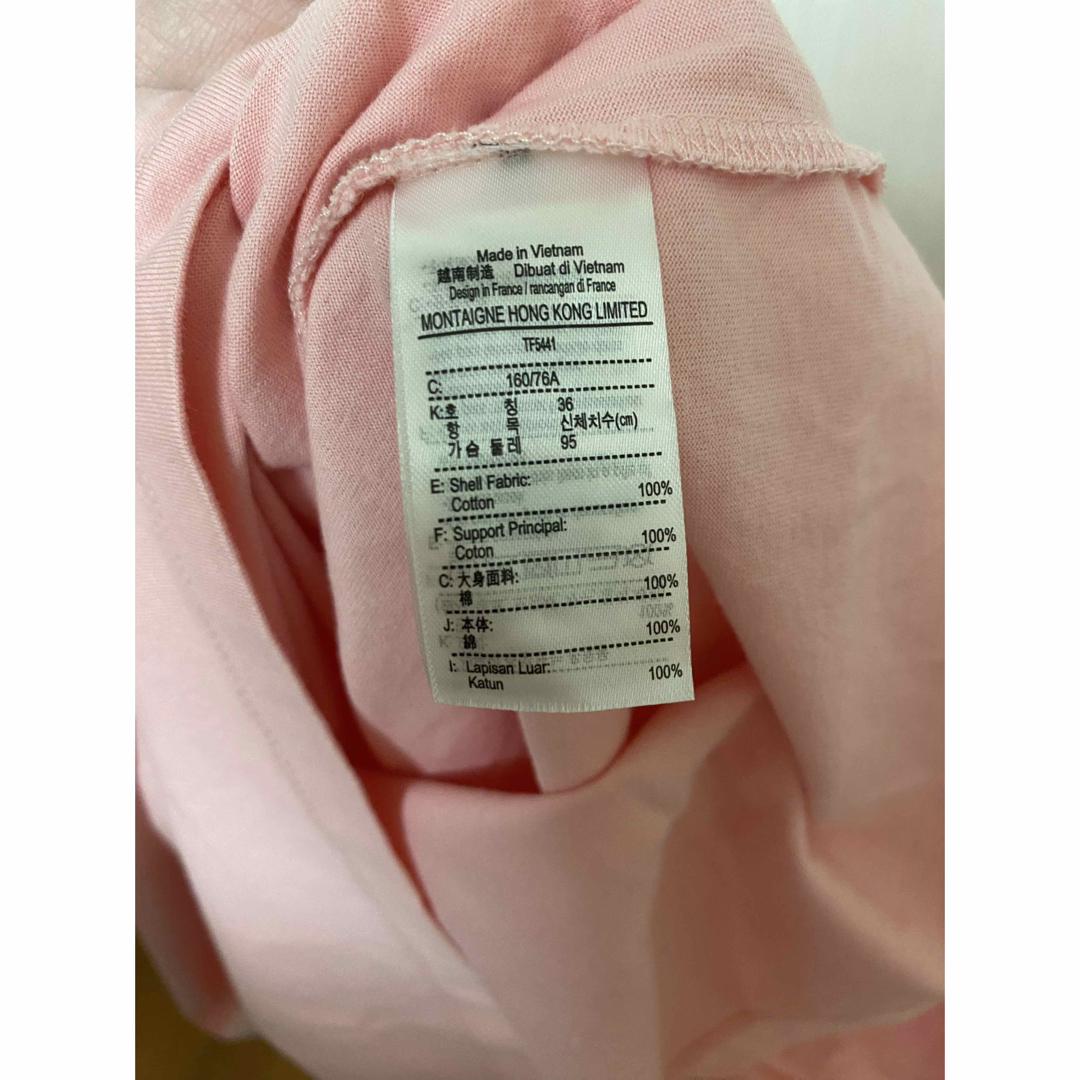 Made in Vietnam
越南制造 Dibuat di Vietnam
Design in France / rancangan di France
MONTAIGNE HONG KONG LIMITED
TF5441
C: 160/76A
K:호 칭 36
항 목 신체치수(cm)
가슴 둘레 95
E: Shell Fabric:
Cotton 100%
F: Support Principal:
Coton 100%
C: 大身面料:
棉 100%
J: 本体:
綿 100%
I: Lapisan Luar:
Katun 100%